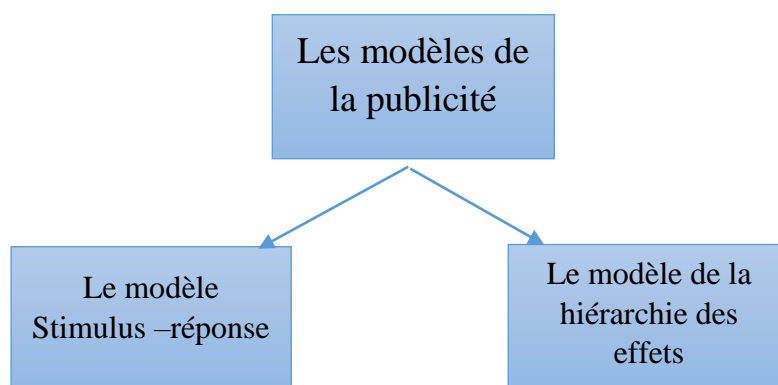 Les modèles de
la publicité
Le modèle
Stimulus –réponse
Le modèle de la
hiérarchie des
effets